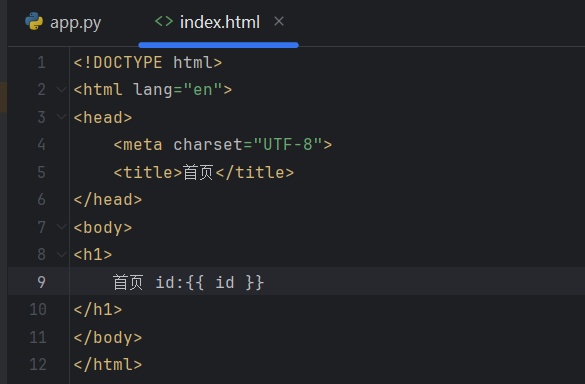 app.py <> index.html ×
1 <!DOCTYPE html>
2 <html lang="en">
3 <head>
4     <meta charset="UTF-8">
5     <title>首页</title>
6 </head>
7 <body>
8 <h1>
9     首页 id:{{ id }}
10 </h1>
11 </body>
12 </html>